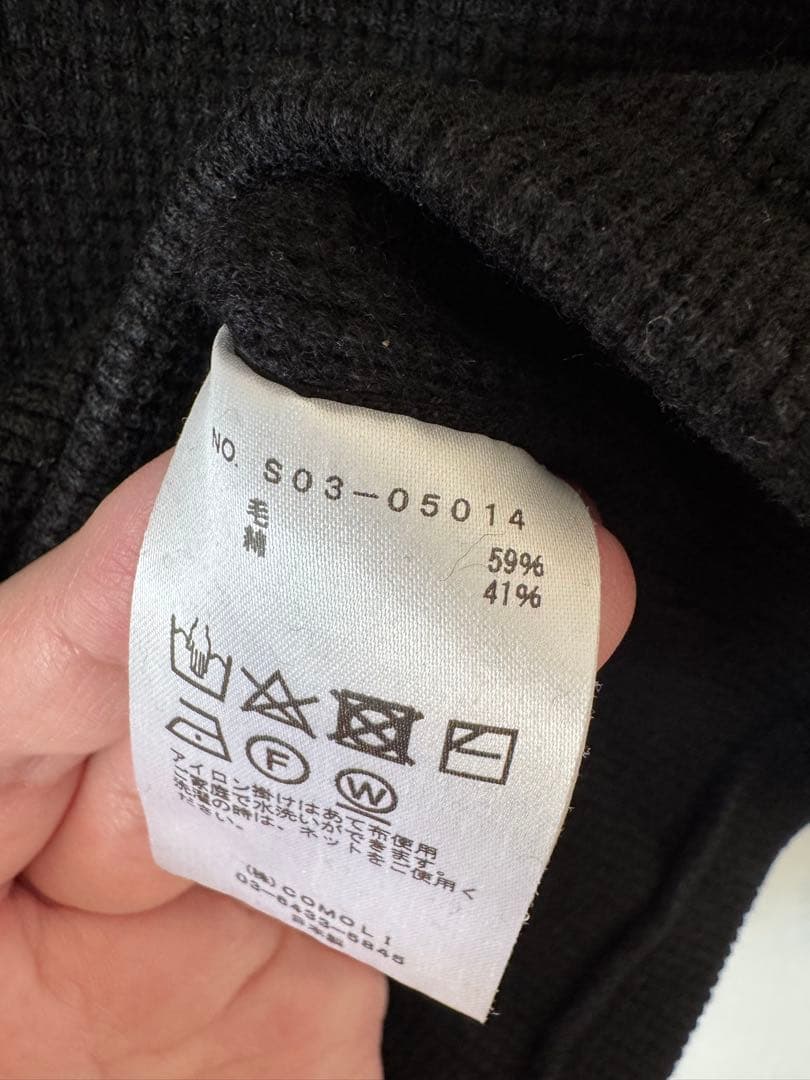 NO. S03-05014
毛 59%
綿 41%
F
W
アイロン掛けはあて布使用
ご家庭で水洗いができます。
洗濯の時は、ネットをご使用く
ださい。
(株)COMOLI
03-6433-5845
日本製